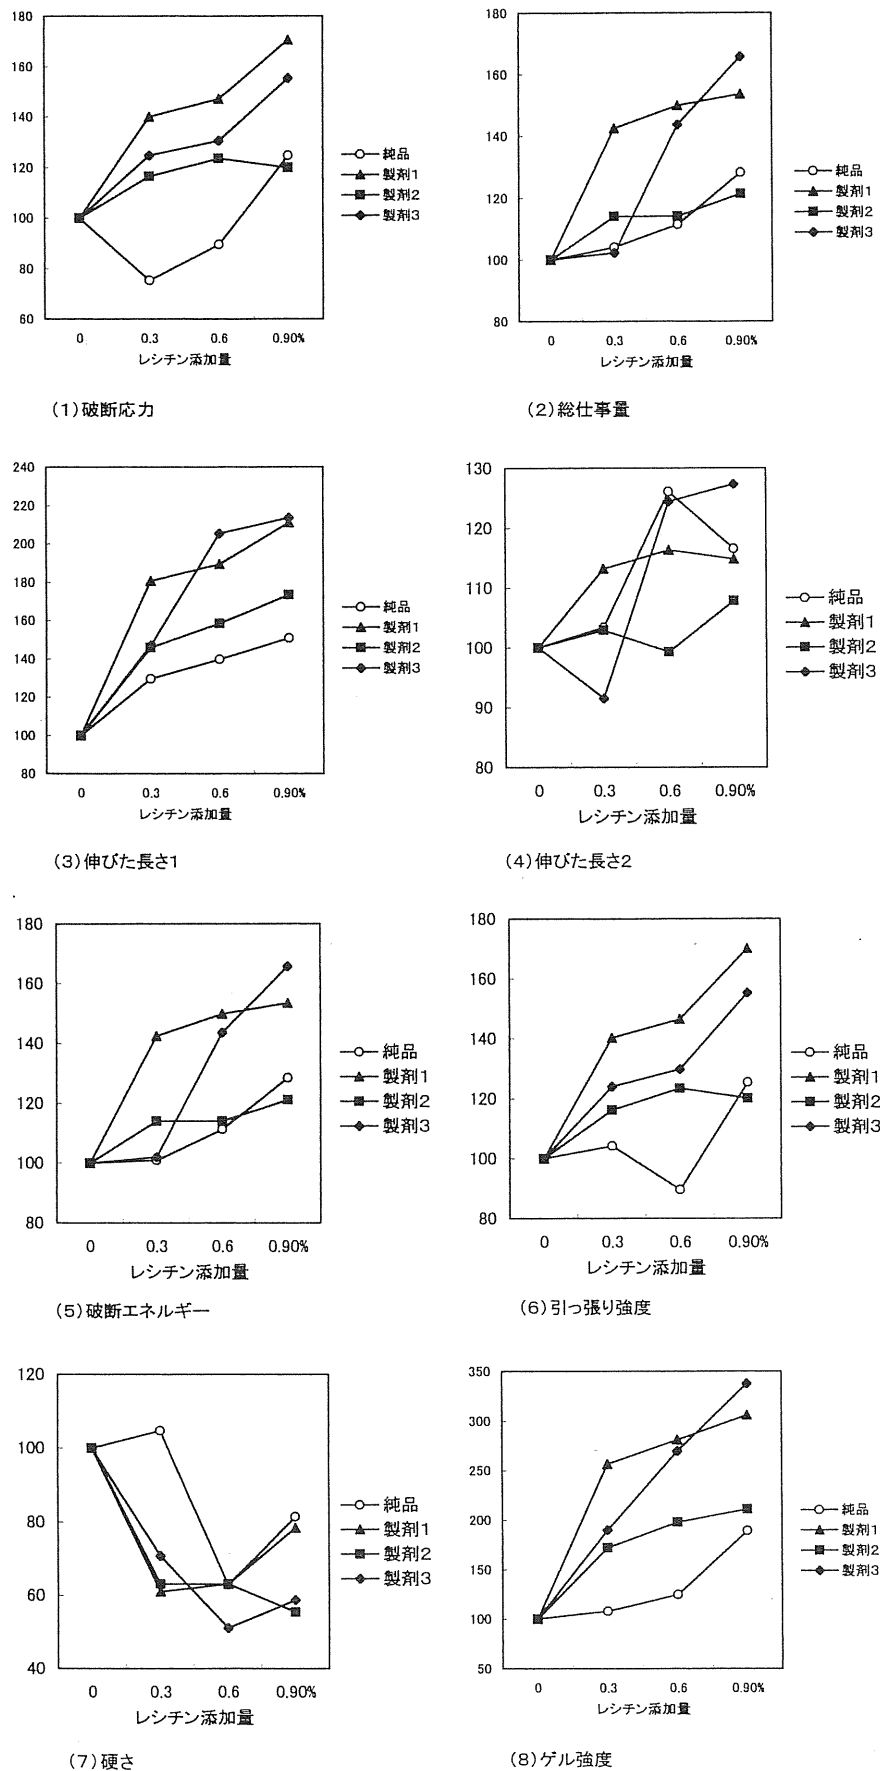 180
160
140
120
100
80
60
0 0.3 0.6 0.90%
レシチン添加量
純品
製剤1
製剤2
製剤3
(1)破断応力
180
160
140
120
100
80
0 0.3 0.6 0.90%
レシチン添加量
純品
製剤1
製剤2
製剤3
(2)総仕事量
240
220
200
180
160
140
120
100
80
0 0.3 0.6 0.90%
レシチン添加量
純品
製剤1
製剤2
製剤3
(3)伸びた長さ1
130
120
110
100
90
80
0 0.3 0.6 0.90%
レシチン添加量
純品
製剤1
製剤2
製剤3
(4)伸びた長さ2
180
160
140
120
100
80
0 0.3 0.6 0.90%
レシチン添加量
純品
製剤1
製剤2
製剤3
(5)破断エネルギー
180
160
140
120
100
80
0 0.3 0.6 0.90%
レシチン添加量
純品
製剤1
製剤2
製剤3
(6)引っ張り強度
120
100
80
60
40
0 0.3 0.6 0.90%
レシチン添加量
純品
製剤1
製剤2
製剤3
(7)硬さ
350
300
250
200
150
100
50
0 0.3 0.6 0.90%
レシチン添加量
純品
製剤1
製剤2
製剤3
(8)ゲル強度